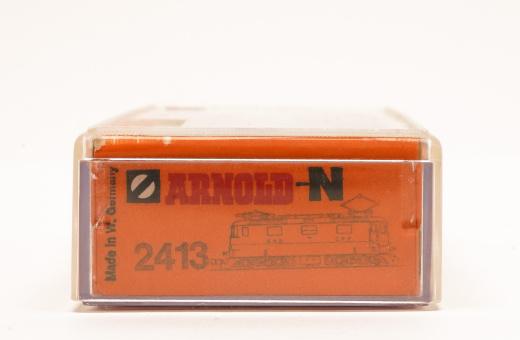 Made in W. Germany
ARNOLD-N
2413